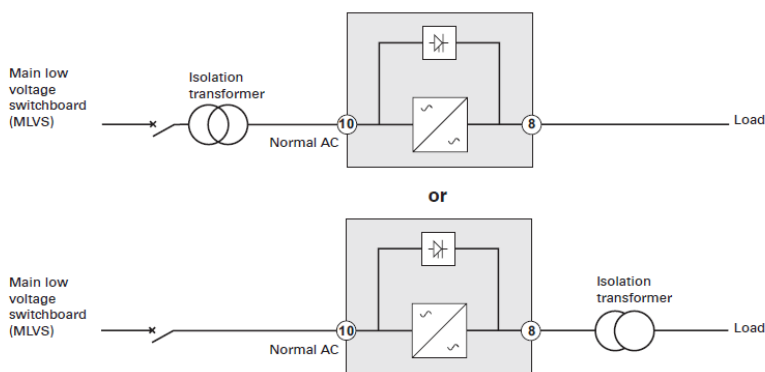 Main low
voltage
switchboard
(MLVS)
Isolation
transformer
10
Normal AC
8
Load
or
Main low
voltage
switchboard
(MLVS)
10
Normal AC
8
Isolation
transformer
Load